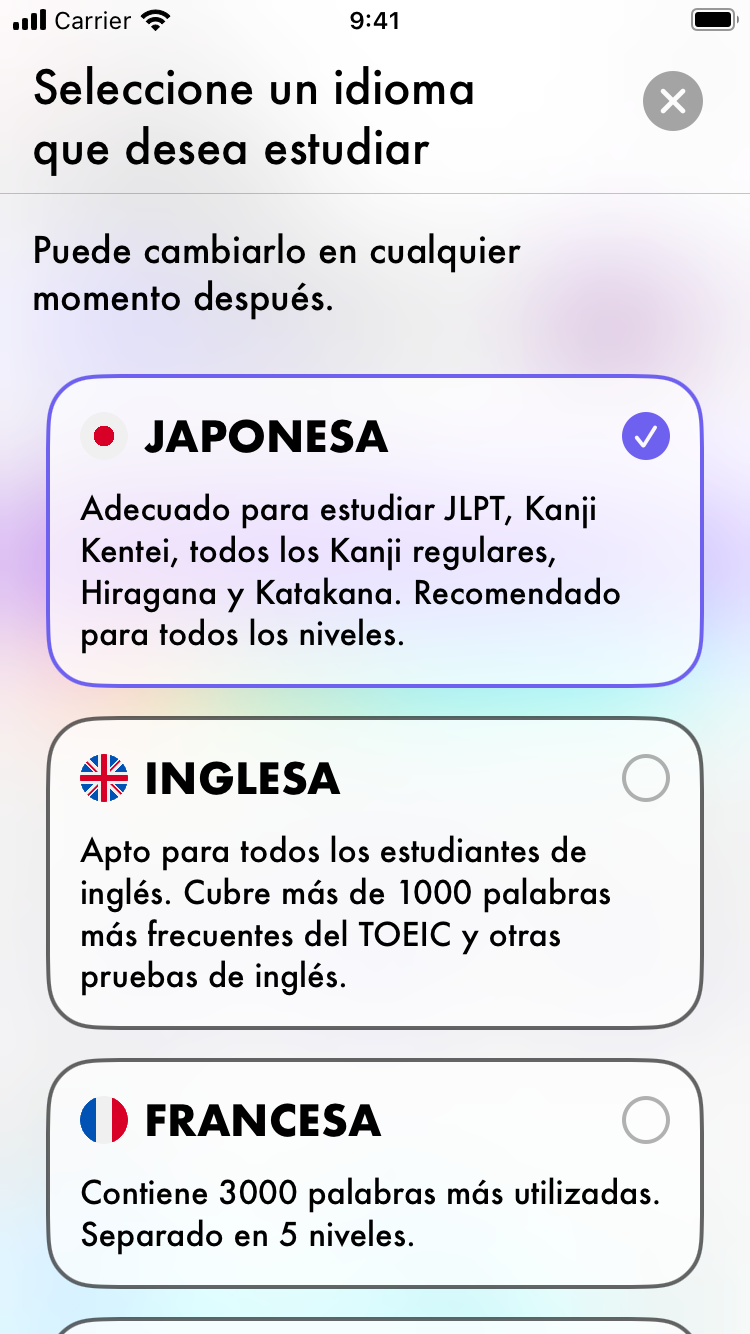 Carrier
9:41
Seleccione un idioma
que desea estudiar
Puede cambiarlo en cualquier
momento después.
JAPONESA
Adecuado para estudiar JLPT, Kanji
Kentei, todos los Kanji regulares,
Hiragana y Katakana. Recomendado
para todos los niveles.
INGLESA
Apto para todos los estudiantes de
inglés. Cubre más de 1000 palabras
más frecuentes del TOEIC y otras
pruebas de inglés.
FRANCESA
Contiene 3000 palabras más utilizadas.
Separado en 5 niveles.